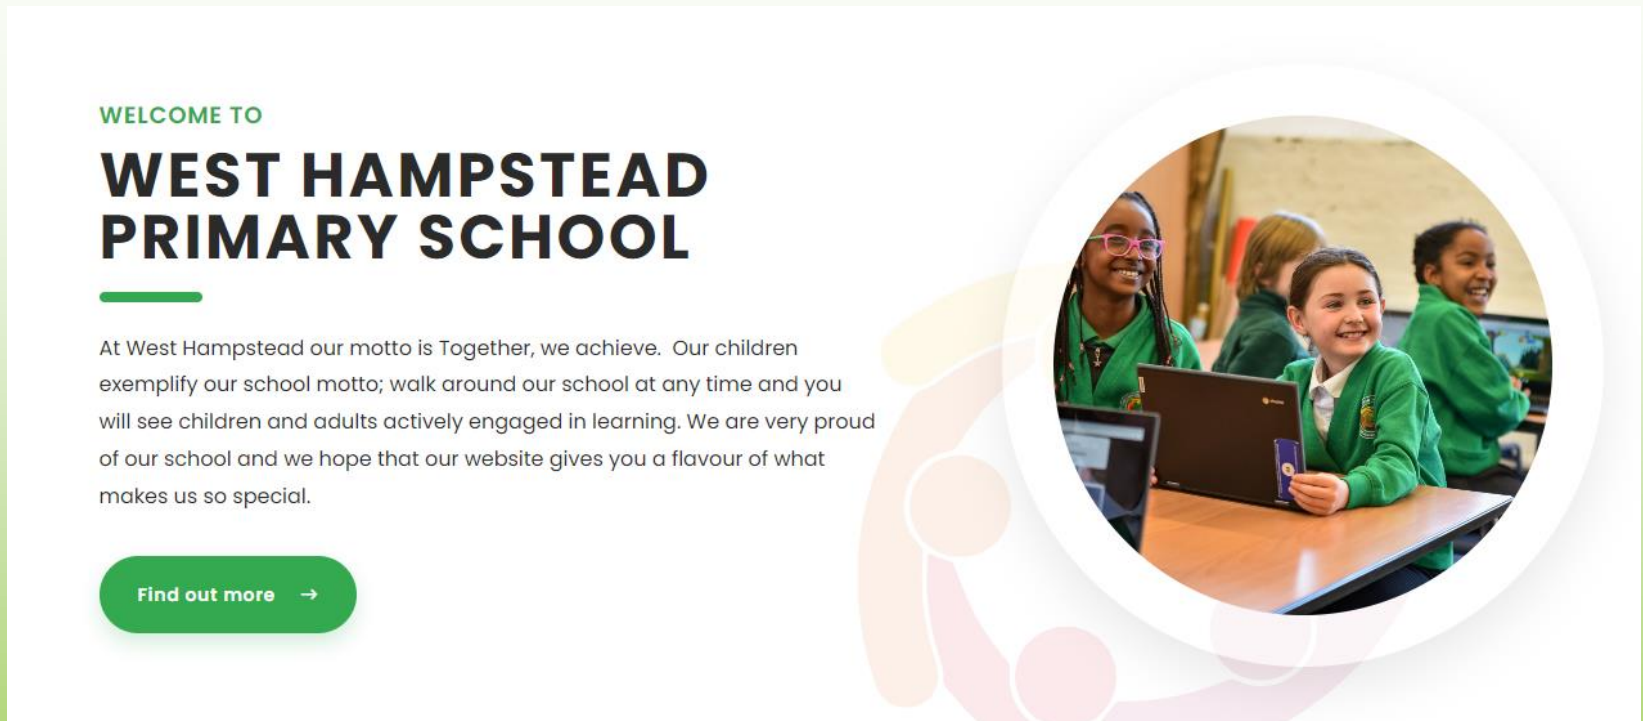 WELCOME TO
WEST HAMPSTEAD
PRIMARY SCHOOL
At West Hampstead our motto is Together, we achieve.  Our children
exemplify our school motto; walk around our school at any time and you
will see children and adults actively engaged in learning. We are very proud
of our school and we hope that our website gives you a flavour of what
makes us so special.
Find out more →